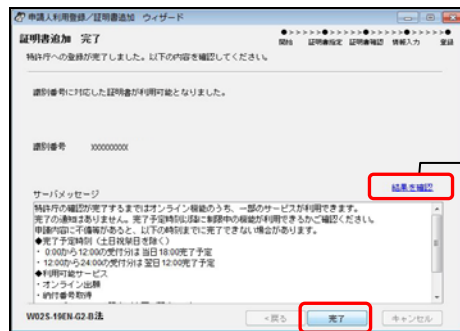 申請人利用登録／証明書追加 ウィザード
証明書追加 完了
開始 証明書指定 証明書確認 情報入力 登録
特許庁への登録が完了しました。以下の内容を確認してください。
識別番号に対応した証明書が利用可能となりました。
識別番号 xxxxxxxxx
結果を確認
サーバメッセージ
特許庁の確認が完了するまではオンライン機能のうち、一部のサービスが利用できます。
完了の通知はありません。完了予定時刻以降に制限中の機能が利用できるかご確認ください。
申請内容に不備等があると、以下の時刻までに完了できない場合があります。
◆完了予定時刻（土日祝祭日を除く）
・ 0:00から12:00の受付分は当日18:00完了予定
・12:00から24:00の受付分は翌日12:00完了予定
◆利用可能サービス
・オンライン出願
・納付番号取得
W02S-19EN-G2-B法
<戻る 完了 キャンセル